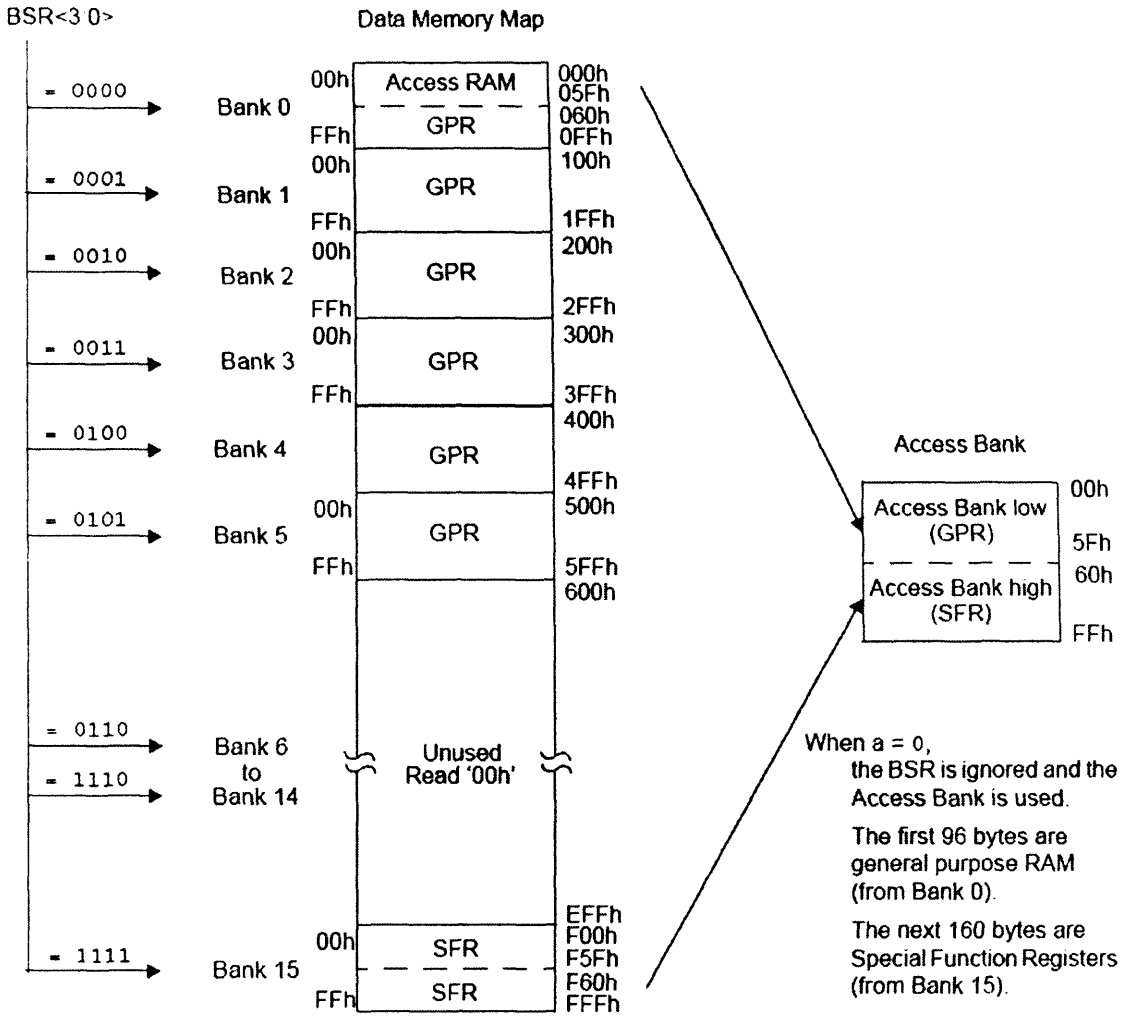 BSR<3 0>
Data Memory Map
= 0000
Bank 0
00h
Access RAM
000h
05Fh
FFh
GPR
060h
0FFh
= 0001
Bank 1
00h
GPR
100h
FFh
1FFh
= 0010
Bank 2
00h
GPR
200h
FFh
2FFh
= 0011
Bank 3
00h
GPR
300h
FFh
3FFh
= 0100
Bank 4
GPR
400h
4FFh
= 0101
Bank 5
00h
GPR
500h
FFh
5FFh
600h
= 0110
Bank 6
to
= 1110
Bank 14
Unused
Read '00h'
EFFh
= 1111
Bank 15
00h
SFR
F00h
F5Fh
FFh
SFR
F60h
FFFh
Access Bank
Access Bank low
(GPR)
00h
5Fh
Access Bank high
(SFR)
60h
FFh
When a = 0,
the BSR is ignored and the
Access Bank is used.
The first 96 bytes are
general purpose RAM
(from Bank 0).
The next 160 bytes are
Special Function Registers
(from Bank 15).